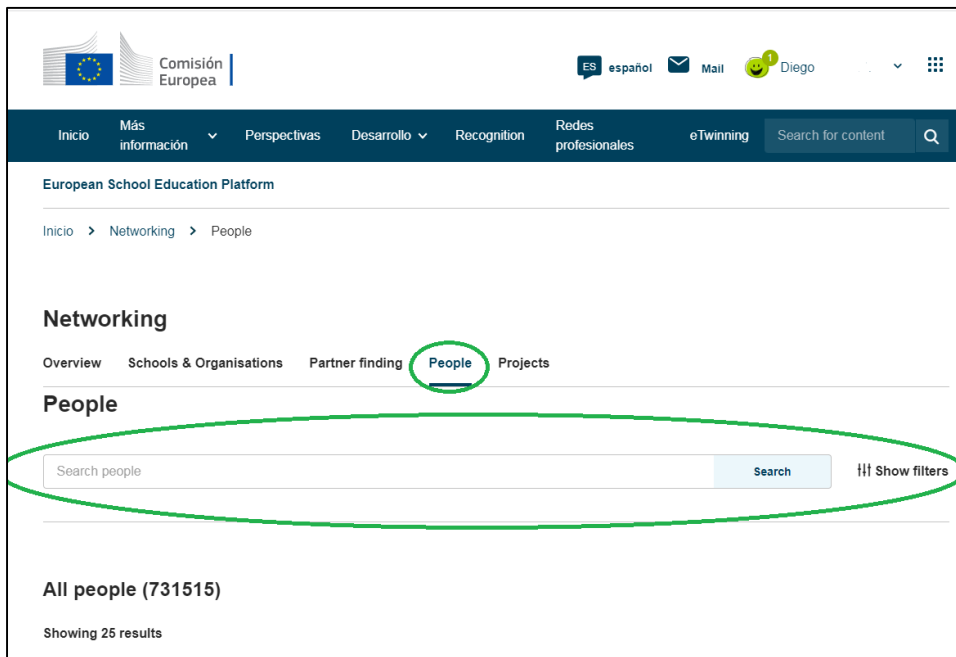 Comisión
Europea
ES español Mail 1 Diego
Inicio Más información Perspectivas Desarrollo Recognition Redes profesionales eTwinning Search for content
European School Education Platform
Inicio > Networking > People
Networking
Overview Schools & Organisations Partner finding People Projects
People
Search people Search Show filters
All people (731515)
Showing 25 results